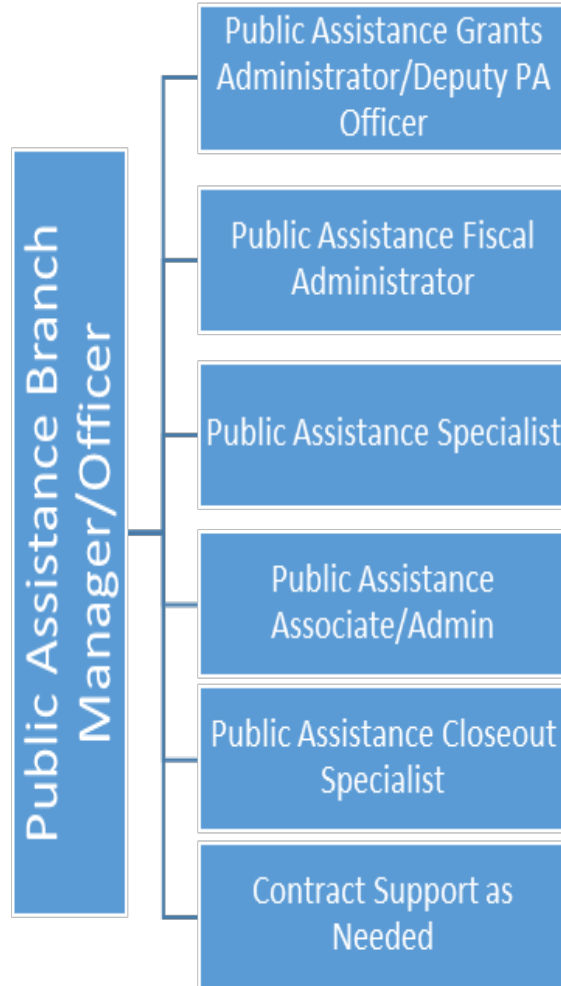 Public Assistance Branch
Manager/Officer
Public Assistance Grants
Administrator/Deputy PA
Officer
Public Assistance Fiscal
Administrator
Public Assistance Specialist
Public Assistance
Associate/Admin
Public Assistance Closeout
Specialist
Contract Support as
Needed